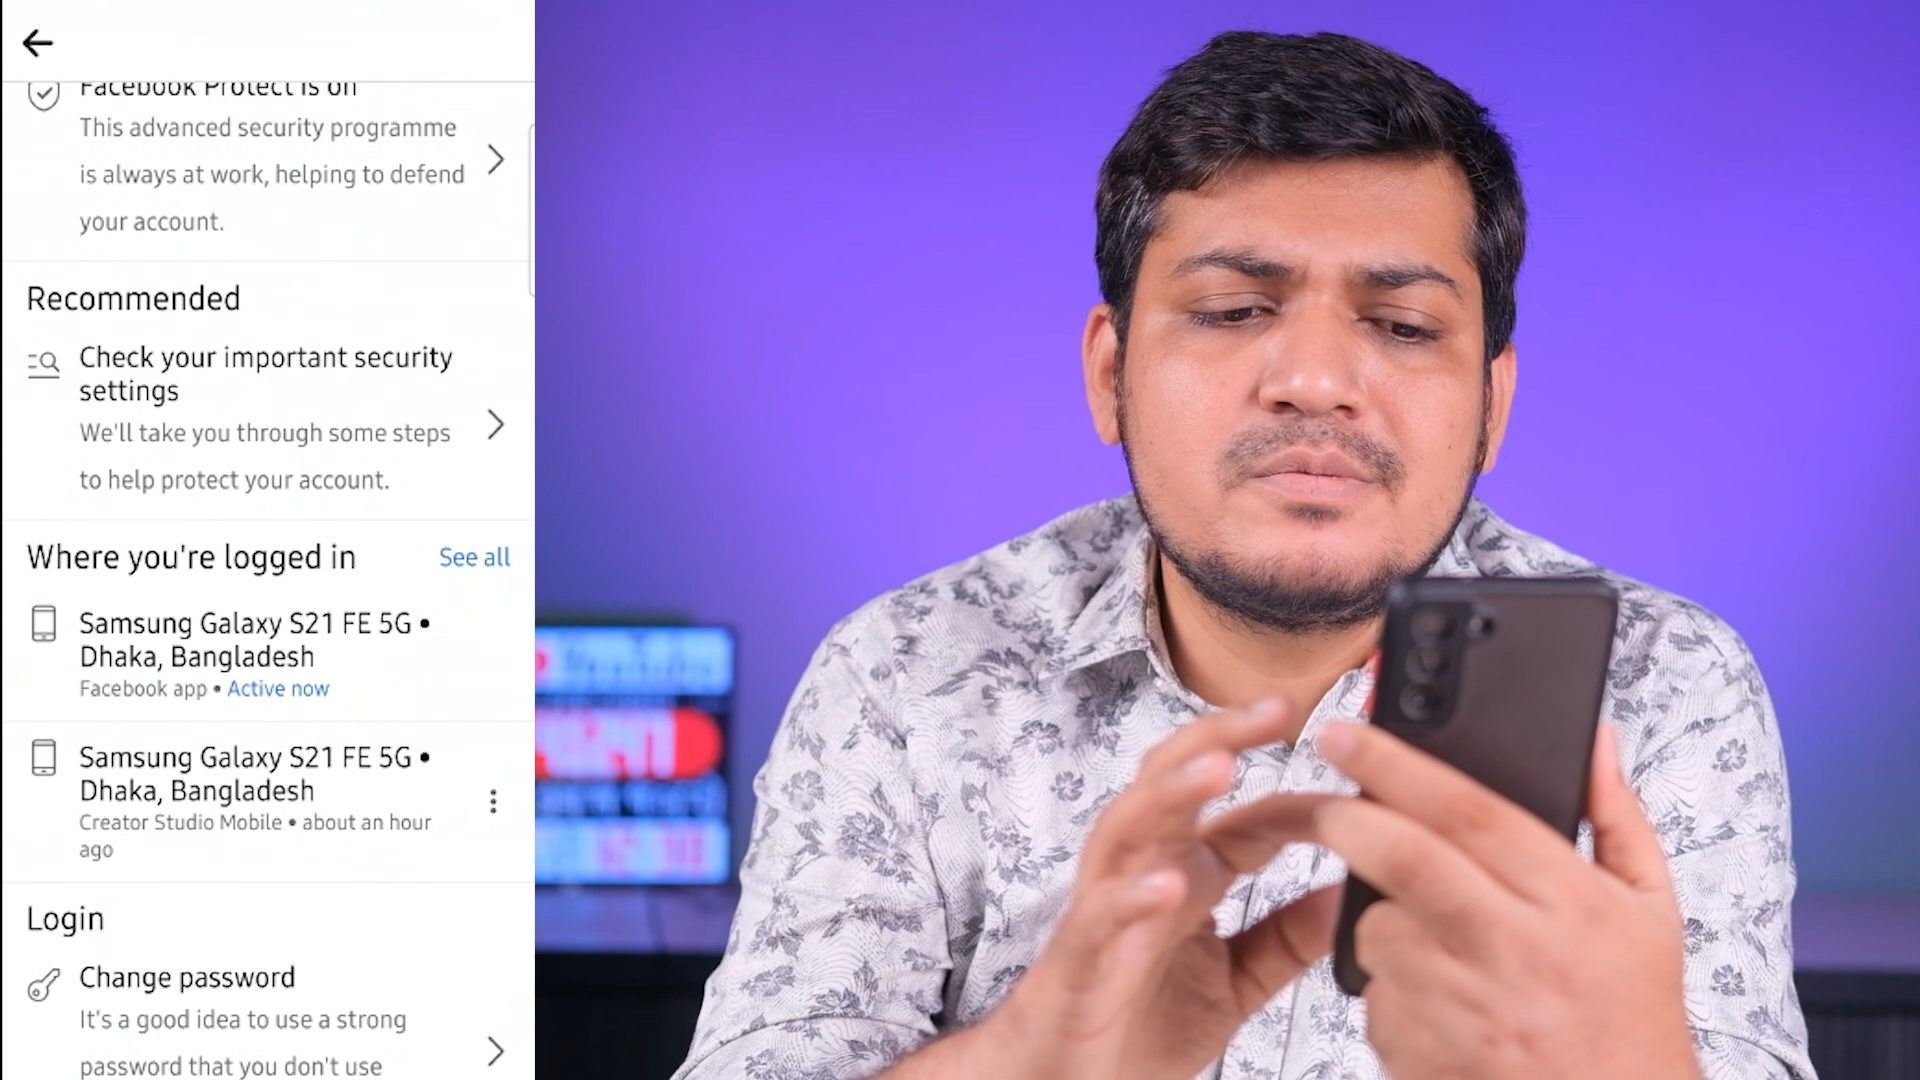 Facebook Protect is on
This advanced security programme
is always at work, helping to defend
your account.
Recommended
Check your important security
settings
We'll take you through some steps
to help protect your account.
Where you're logged in
See all
Samsung Galaxy S21 FE 5G •
Dhaka, Bangladesh
Facebook app • Active now
Samsung Galaxy S21 FE 5G •
Dhaka, Bangladesh
Creator Studio Mobile • about an hour
ago
Login
Change password
It's a good idea to use a strong
password that you don't use